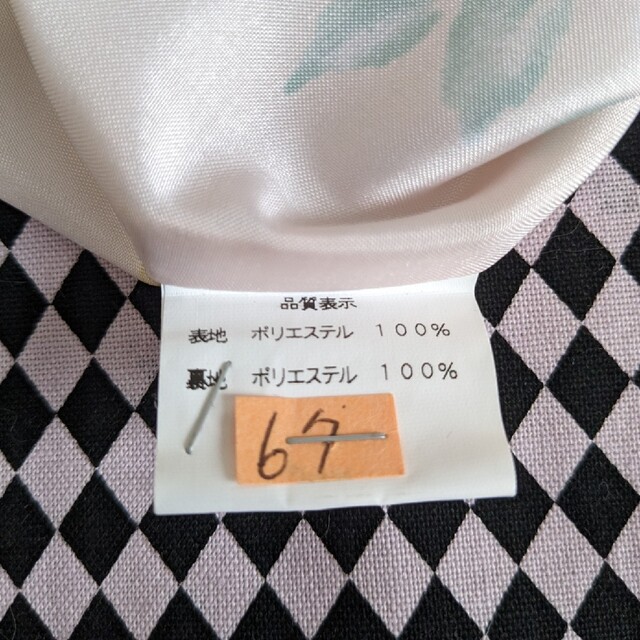 品質表示
表地 ポリエステル 100%
裏地 ポリエステル 100%
67